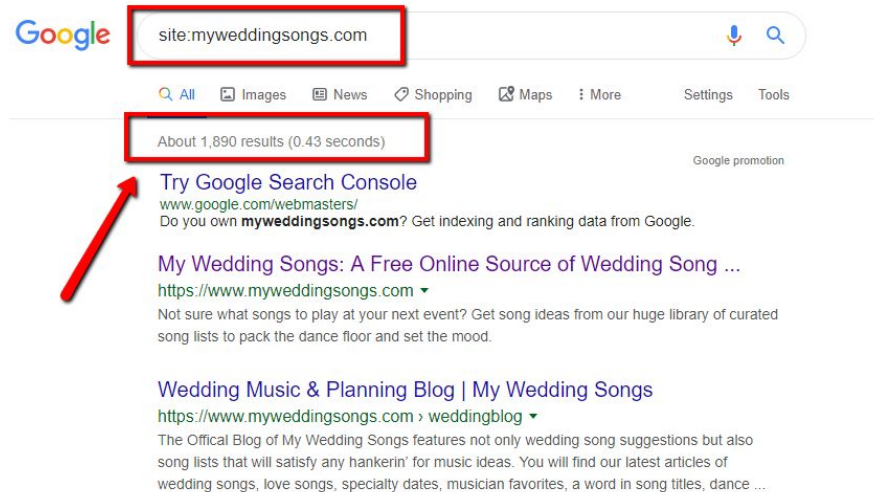 Google
site:myweddingsongs.com
All Images News Shopping Maps More Settings Tools
About 1,890 results (0.43 seconds)
Google promotion
Try Google Search Console
www.google.com/webmasters/
Do you own myweddingsongs.com? Get indexing and ranking data from Google.
My Wedding Songs: A Free Online Source of Wedding Song ...
https://www.myweddingsongs.com
Not sure what songs to play at your next event? Get song ideas from our huge library of curated
song lists to pack the dance floor and set the mood.
Wedding Music & Planning Blog | My Wedding Songs
https://www.myweddingsongs.com › weddingblog
The Offical Blog of My Wedding Songs features not only wedding song suggestions but also
song lists that will satisfy any hankerin' for music ideas. You will find our latest articles of
wedding songs, love songs, specialty dates, musician favorites, a word in song titles, dance ...